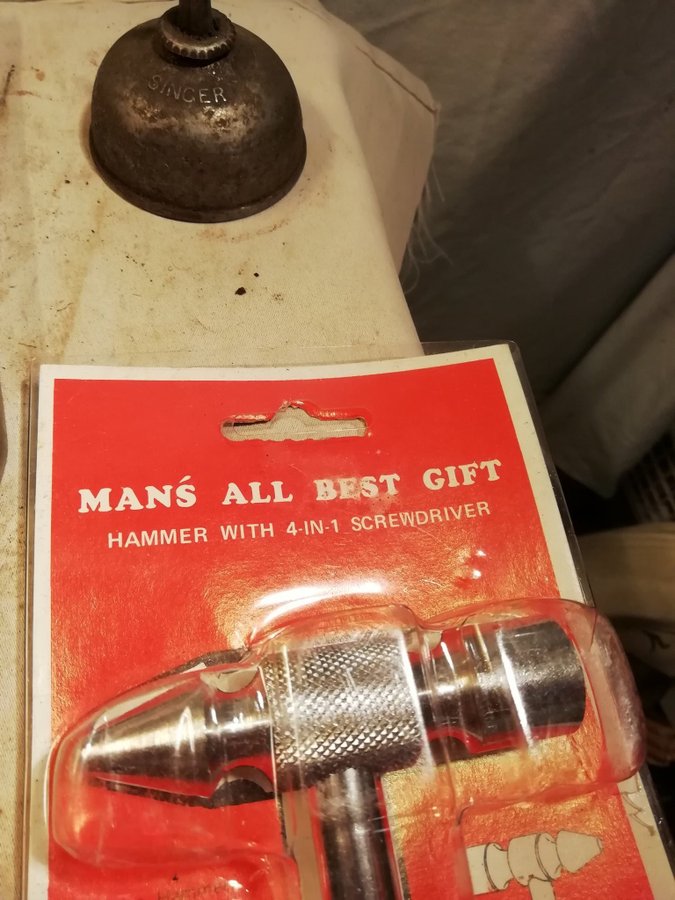 SINGER
MANŚ ALL BEST GIFT
HAMMER WITH 4-IN-1 SCREWDRIVER